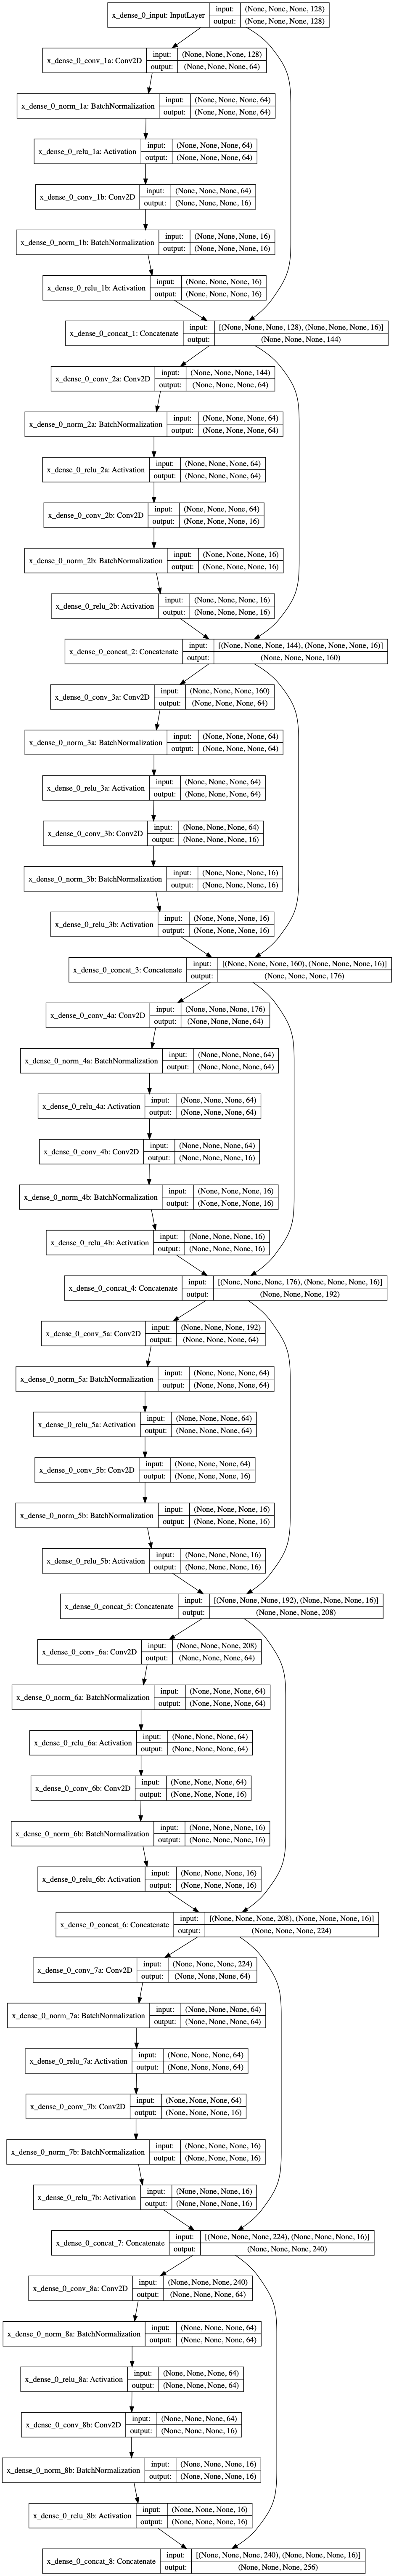 x_dense_0_input: InputLayer
input: (None, None, None, 128)
output: (None, None, None, 128)
x_dense_0_conv_1a: Conv2D
input: (None, None, None, 128)
output: (None, None, None, 64)
x_dense_0_norm_1a: BatchNormalization
input: (None, None, None, 64)
output: (None, None, None, 64)
x_dense_0_relu_1a: Activation
input: (None, None, None, 64)
output: (None, None, None, 64)
x_dense_0_conv_1b: Conv2D
input: (None, None, None, 64)
output: (None, None, None, 16)
x_dense_0_norm_1b: BatchNormalization
input: (None, None, None, 16)
output: (None, None, None, 16)
x_dense_0_relu_1b: Activation
input: (None, None, None, 16)
output: (None, None, None, 16)
x_dense_0_concat_1: Concatenate
input: [(None, None, None, 128), (None, None, None, 16)]
output: (None, None, None, 144)
x_dense_0_conv_2a: Conv2D
input: (None, None, None, 144)
output: (None, None, None, 64)
x_dense_0_norm_2a: BatchNormalization
input: (None, None, None, 64)
output: (None, None, None, 64)
x_dense_0_relu_2a: Activation
input: (None, None, None, 64)
output: (None, None, None, 64)
x_dense_0_conv_2b: Conv2D
input: (None, None, None, 64)
output: (None, None, None, 16)
x_dense_0_norm_2b: BatchNormalization
input: (None, None, None, 16)
output: (None, None, None, 16)
x_dense_0_relu_2b: Activation
input: (None, None, None, 16)
output: (None, None, None, 16)
x_dense_0_concat_2: Concatenate
input: [(None, None, None, 144), (None, None, None, 16)]
output: (None, None, None, 160)
x_dense_0_conv_3a: Conv2D
input: (None, None, None, 160)
output: (None, None, None, 64)
x_dense_0_norm_3a: BatchNormalization
input: (None, None, None, 64)
output: (None, None, None, 64)
x_dense_0_relu_3a: Activation
input: (None, None, None, 64)
output: (None, None, None, 64)
x_dense_0_conv_3b: Conv2D
input: (None, None, None, 64)
output: (None, None, None, 16)
x_dense_0_norm_3b: BatchNormalization
input: (None, None, None, 16)
output: (None, None, None, 16)
x_dense_0_relu_3b: Activation
input: (None, None, None, 16)
output: (None, None, None, 16)
x_dense_0_concat_3: Concatenate
input: [(None, None, None, 160), (None, None, None, 16)]
output: (None, None, None, 176)
x_dense_0_conv_4a: Conv2D
input: (None, None, None, 176)
output: (None, None, None, 64)
x_dense_0_norm_4a: BatchNormalization
input: (None, None, None, 64)
output: (None, None, None, 64)
x_dense_0_relu_4a: Activation
input: (None, None, None, 64)
output: (None, None, None, 64)
x_dense_0_conv_4b: Conv2D
input: (None, None, None, 64)
output: (None, None, None, 16)
x_dense_0_norm_4b: BatchNormalization
input: (None, None, None, 16)
output: (None, None, None, 16)
x_dense_0_relu_4b: Activation
input: (None, None, None, 16)
output: (None, None, None, 16)
x_dense_0_concat_4: Concatenate
input: [(None, None, None, 176), (None, None, None, 16)]
output: (None, None, None, 192)
x_dense_0_conv_5a: Conv2D
input: (None, None, None, 192)
output: (None, None, None, 64)
x_dense_0_norm_5a: BatchNormalization
input: (None, None, None, 64)
output: (None, None, None, 64)
x_dense_0_relu_5a: Activation
input: (None, None, None, 64)
output: (None, None, None, 64)
x_dense_0_conv_5b: Conv2D
input: (None, None, None, 64)
output: (None, None, None, 16)
x_dense_0_norm_5b: BatchNormalization
input: (None, None, None, 16)
output: (None, None, None, 16)
x_dense_0_relu_5b: Activation
input: (None, None, None, 16)
output: (None, None, None, 16)
x_dense_0_concat_5: Concatenate
input: [(None, None, None, 192), (None, None, None, 16)]
output: (None, None, None, 208)
x_dense_0_conv_6a: Conv2D
input: (None, None, None, 208)
output: (None, None, None, 64)
x_dense_0_norm_6a: BatchNormalization
input: (None, None, None, 64)
output: (None, None, None, 64)
x_dense_0_relu_6a: Activation
input: (None, None, None, 64)
output: (None, None, None, 64)
x_dense_0_conv_6b: Conv2D
input: (None, None, None, 64)
output: (None, None, None, 16)
x_dense_0_norm_6b: BatchNormalization
input: (None, None, None, 16)
output: (None, None, None, 16)
x_dense_0_relu_6b: Activation
input: (None, None, None, 16)
output: (None, None, None, 16)
x_dense_0_concat_6: Concatenate
input: [(None, None, None, 208), (None, None, None, 16)]
output: (None, None, None, 224)
x_dense_0_conv_7a: Conv2D
input: (None, None, None, 224)
output: (None, None, None, 64)
x_dense_0_norm_7a: BatchNormalization
input: (None, None, None, 64)
output: (None, None, None, 64)
x_dense_0_relu_7a: Activation
input: (None, None, None, 64)
output: (None, None, None, 64)
x_dense_0_conv_7b: Conv2D
input: (None, None, None, 64)
output: (None, None, None, 16)
x_dense_0_norm_7b: BatchNormalization
input: (None, None, None, 16)
output: (None, None, None, 16)
x_dense_0_relu_7b: Activation
input: (None, None, None, 16)
output: (None, None, None, 16)
x_dense_0_concat_7: Concatenate
input: [(None, None, None, 224), (None, None, None, 16)]
output: (None, None, None, 240)
x_dense_0_conv_8a: Conv2D
input: (None, None, None, 240)
output: (None, None, None, 64)
x_dense_0_norm_8a: BatchNormalization
input: (None, None, None, 64)
output: (None, None, None, 64)
x_dense_0_relu_8a: Activation
input: (None, None, None, 64)
output: (None, None, None, 64)
x_dense_0_conv_8b: Conv2D
input: (None, None, None, 64)
output: (None, None, None, 16)
x_dense_0_norm_8b: BatchNormalization
input: (None, None, None, 16)
output: (None, None, None, 16)
x_dense_0_relu_8b: Activation
input: (None, None, None, 16)
output: (None, None, None, 16)
x_dense_0_concat_8: Concatenate
input: [(None, None, None, 240), (None, None, None, 16)]
output: (None, None, None, 256)